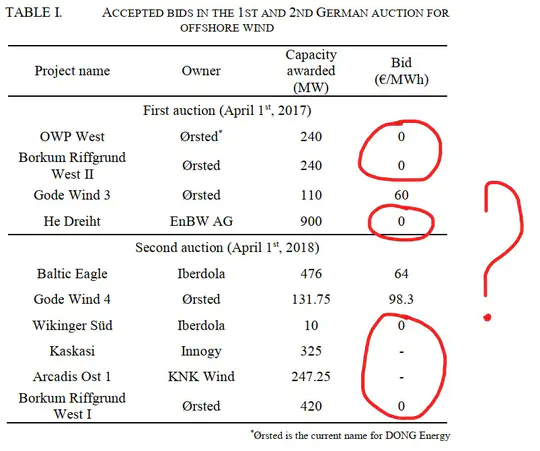 TABLE I. ACCEPTED BIDS IN THE 1ST AND 2ND GERMAN AUCTION FOR
OFFSHORE WIND
Project name Owner Capacity awarded (MW) Bid (€/MWh)
First auction (April 1st, 2017)
OWP West Ørsted* 240 0
Borkum Riffgrund West II Ørsted 240 0
Gode Wind 3 Ørsted 110 60
He Dreiht EnBW AG 900 0
Second auction (April 1st, 2018)
Baltic Eagle Iberdola 476 64
Gode Wind 4 Ørsted 131.75 98.3
Wikinger Süd Iberdola 10 0
Kaskasi Innogy 325 -
Arcadis Ost 1 KNK Wind 247.25 -
Borkum Riffgrund West I Ørsted 420 0
*Ørsted is the current name for DONG Energy
?